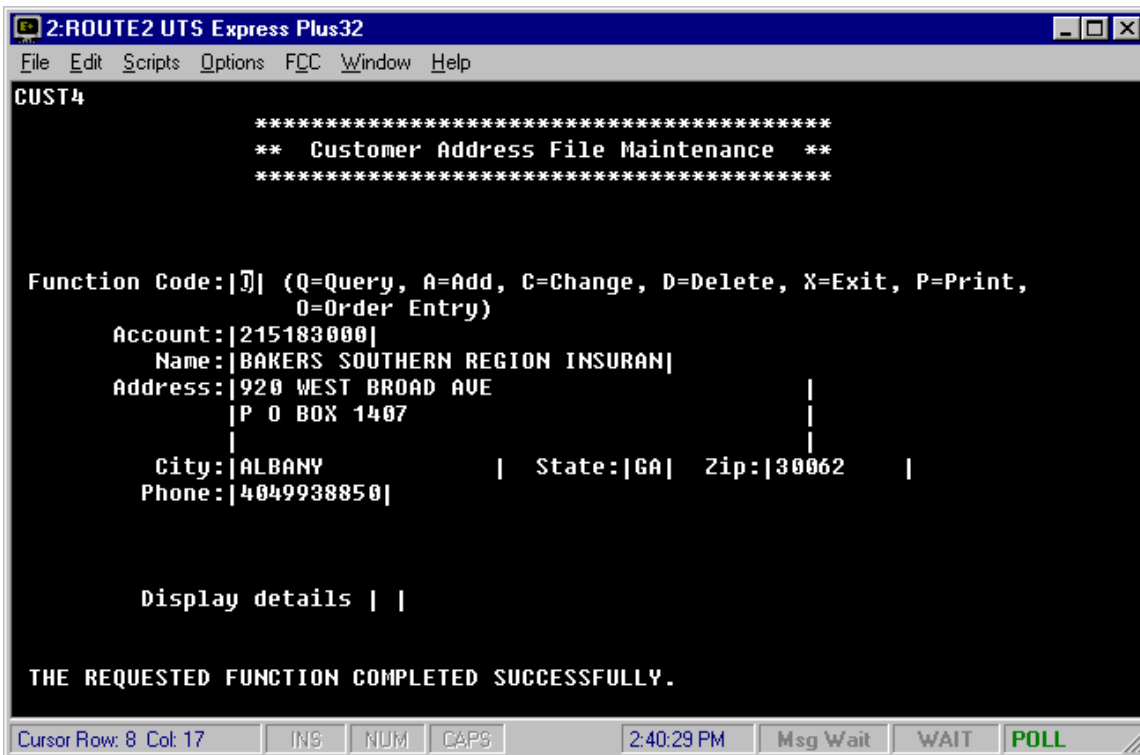 2:ROUTE2 UTS Express Plus32
File Edit Scripts Options FCC Window Help
CUST4
*****************************************
** Customer Address File Maintenance **
*****************************************
Function Code:| | (Q=Query, A=Add, C=Change, D=Delete, X=Exit, P=Print,
O=Order Entry)
Account:|215183000|
Name:|BAKERS SOUTHERN REGION INSURAN|
Address:|920 WEST BROAD AVE |
|P O BOX 1407 |
| |
City:|ALBANY | State:|GA| Zip:|30062 |
Phone:|4049938850|
Display details | |
THE REQUESTED FUNCTION COMPLETED SUCCESSFULLY.
Cursor Row: 8 Col: 17 INS NUM CAPS 2:40:29 PM Msg Wait WAIT POLL